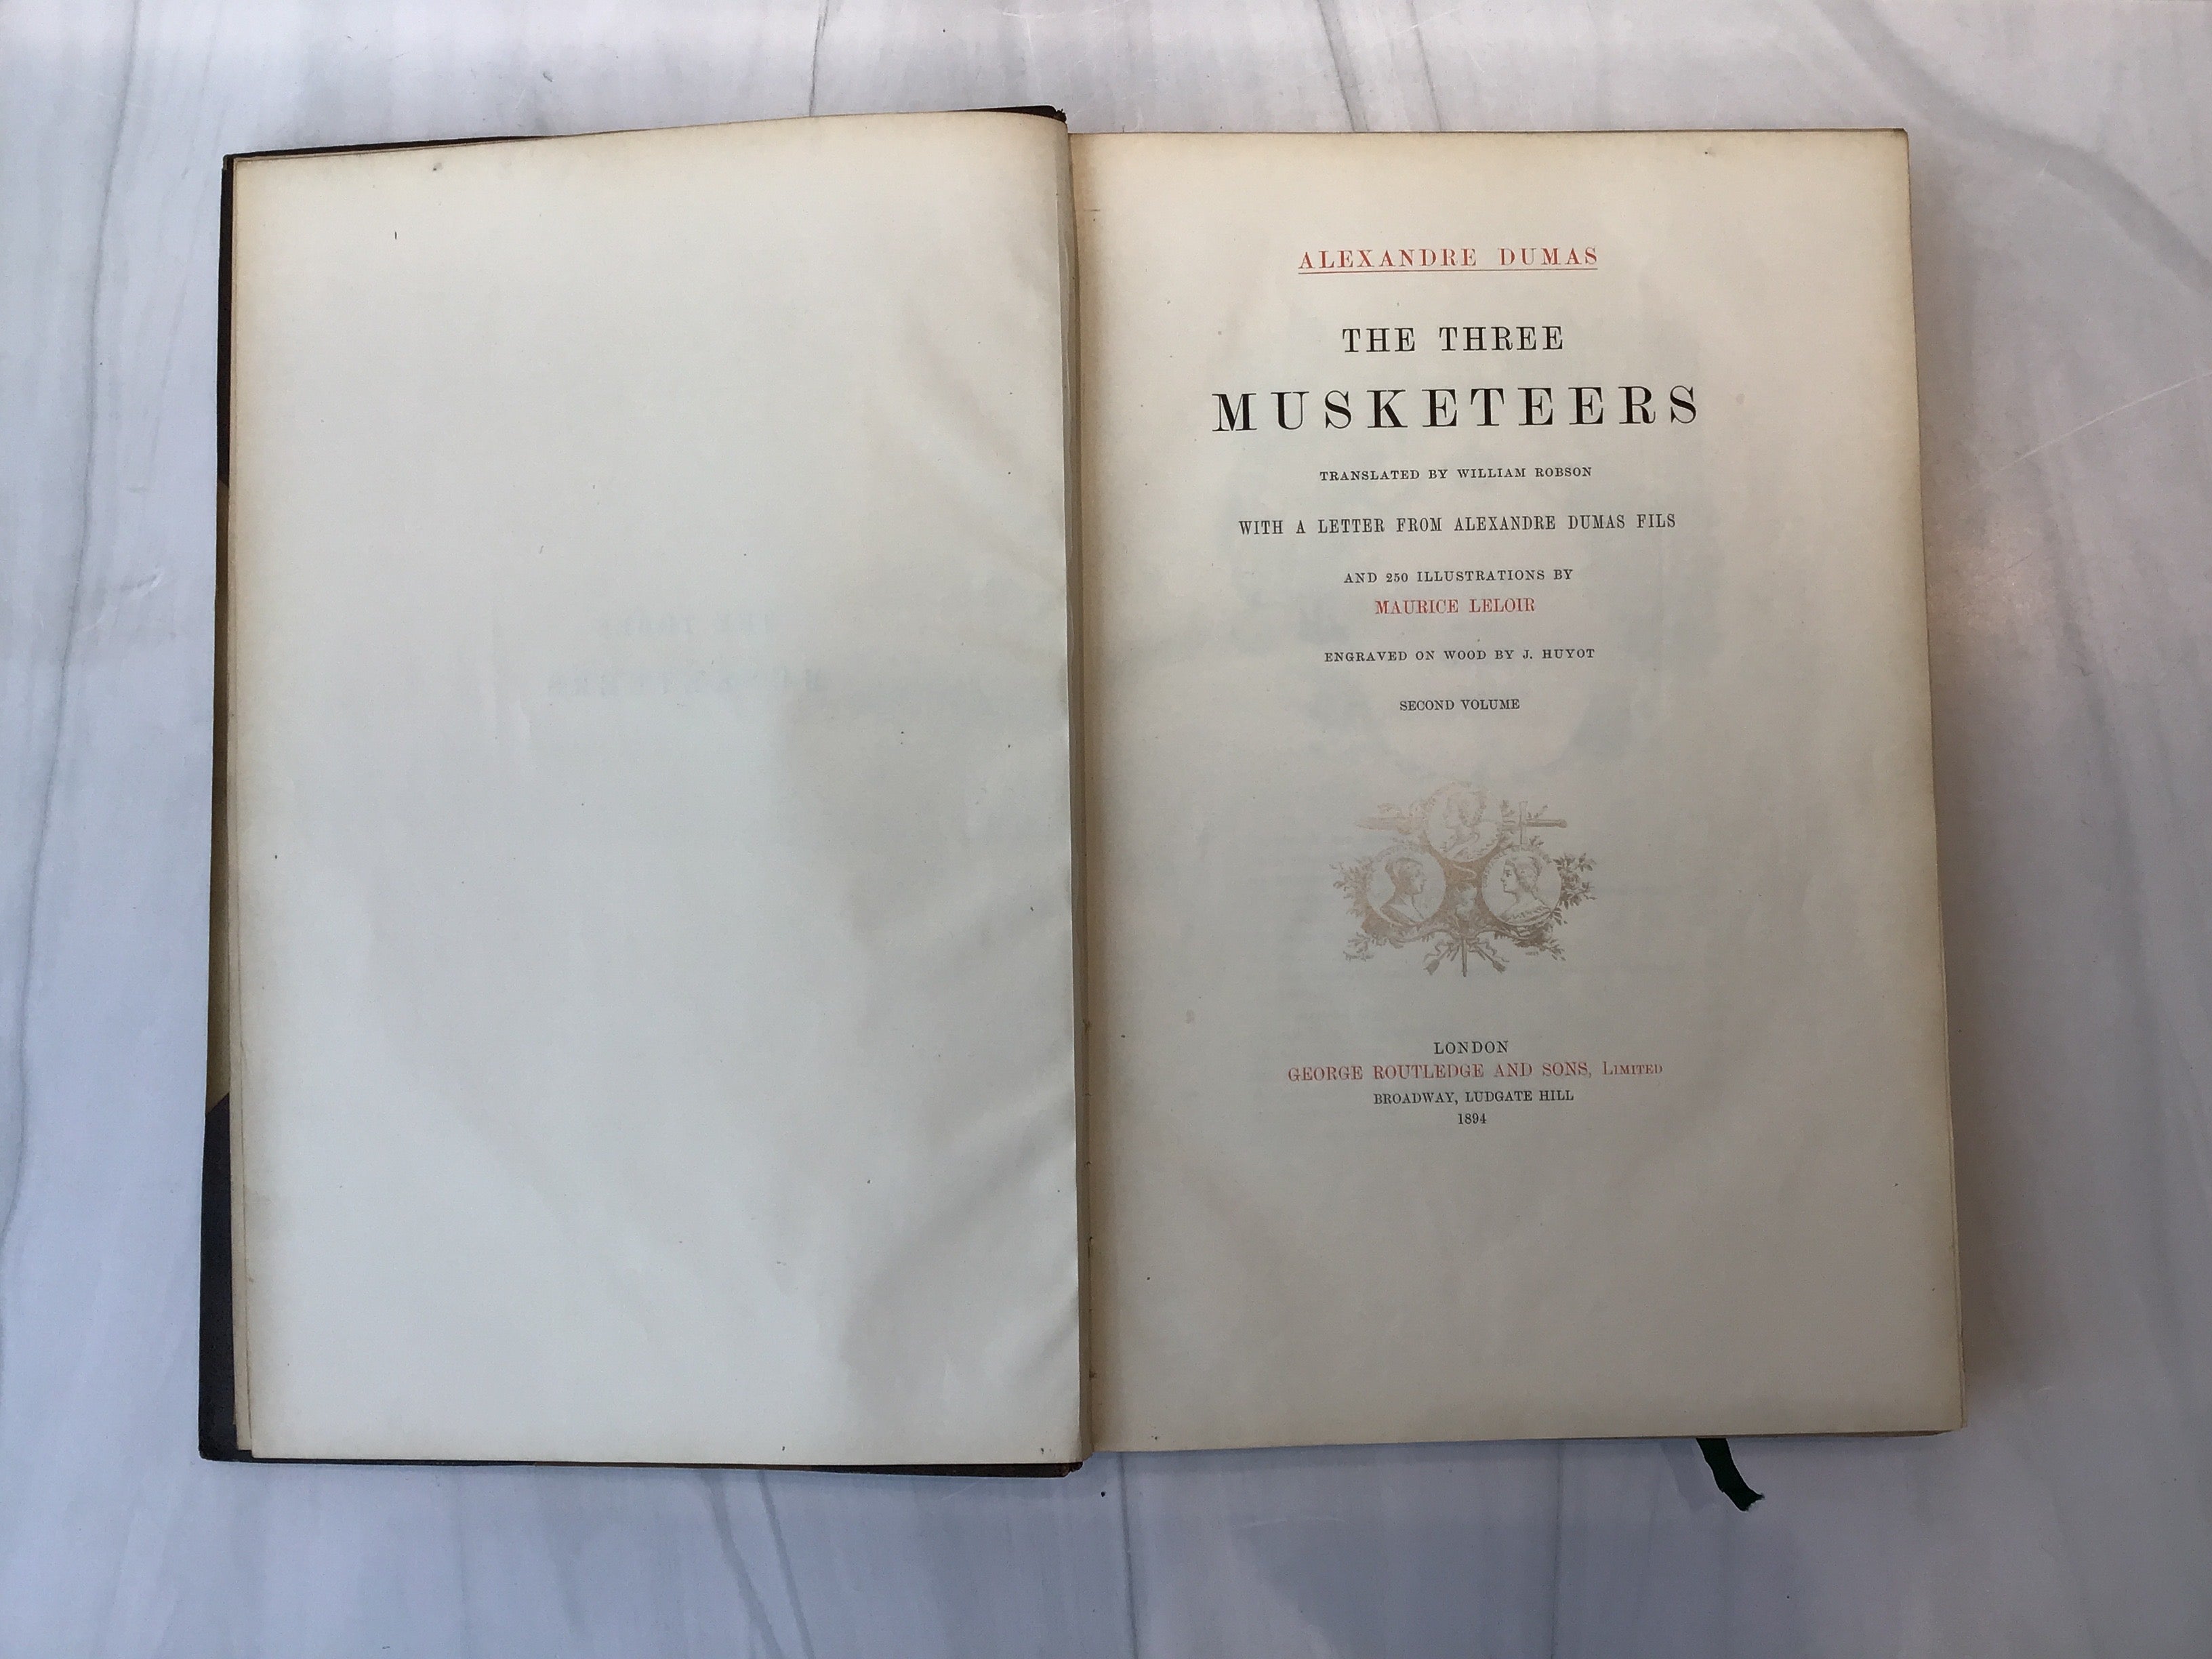 ALEXANDRE DUMAS
THE THREE
MUSKETEERS
TRANSLATED BY WILLIAM ROBSON
WITH A LETTER FROM ALEXANDRE DUMAS FILS
AND 250 ILLUSTRATIONS BY
MAURICE LELOIR
ENGRAVED ON WOOD BY J. HUYOT
SECOND VOLUME
LONDON
GEORGE ROUTLEDGE AND SONS, LIMITED
BROADWAY, LUDGATE HILL
1894